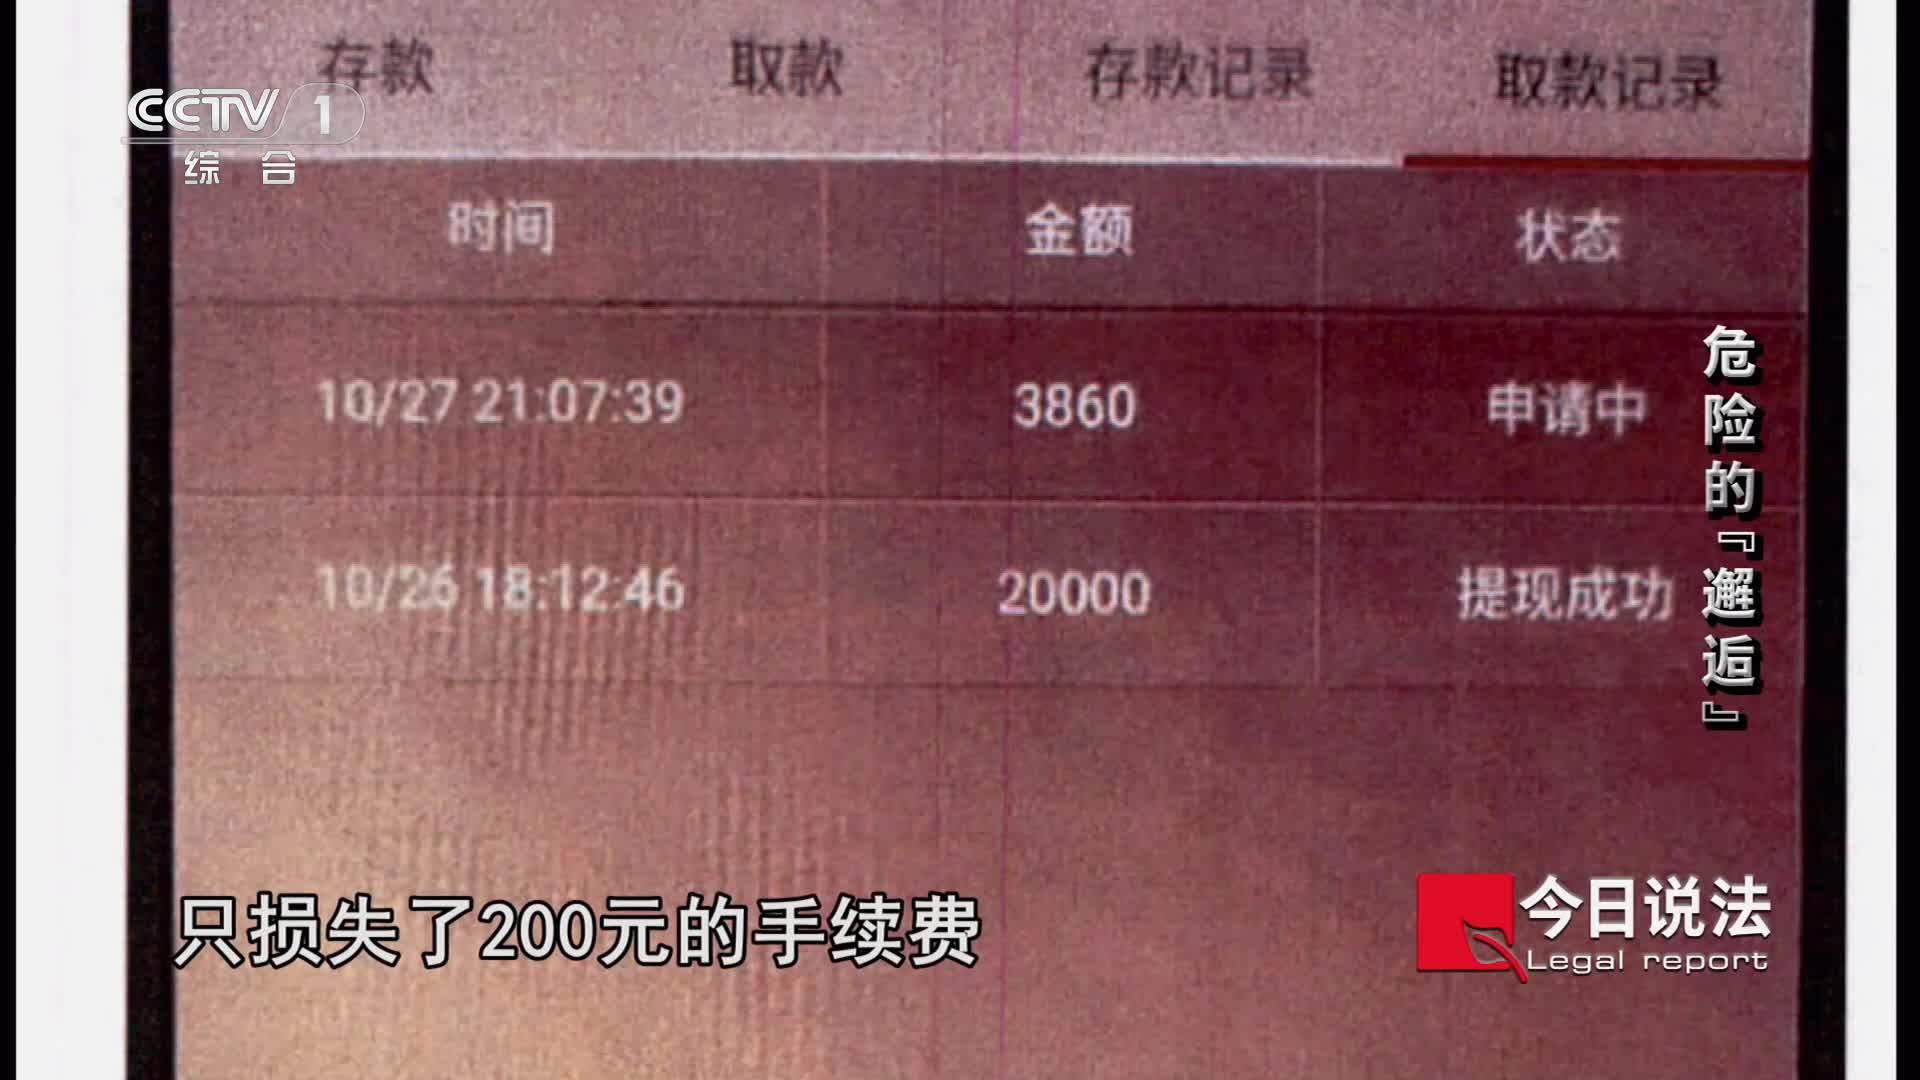 存款 取款 存款记录 取款记录
CCTV 1
综合
时间 金额 状态
10/27 21:07:39 3860 申请中
10/26 18:12:46 20000 提现成功
危险的『邂逅』
只损失了200元的手续费
今日说法
Legal report